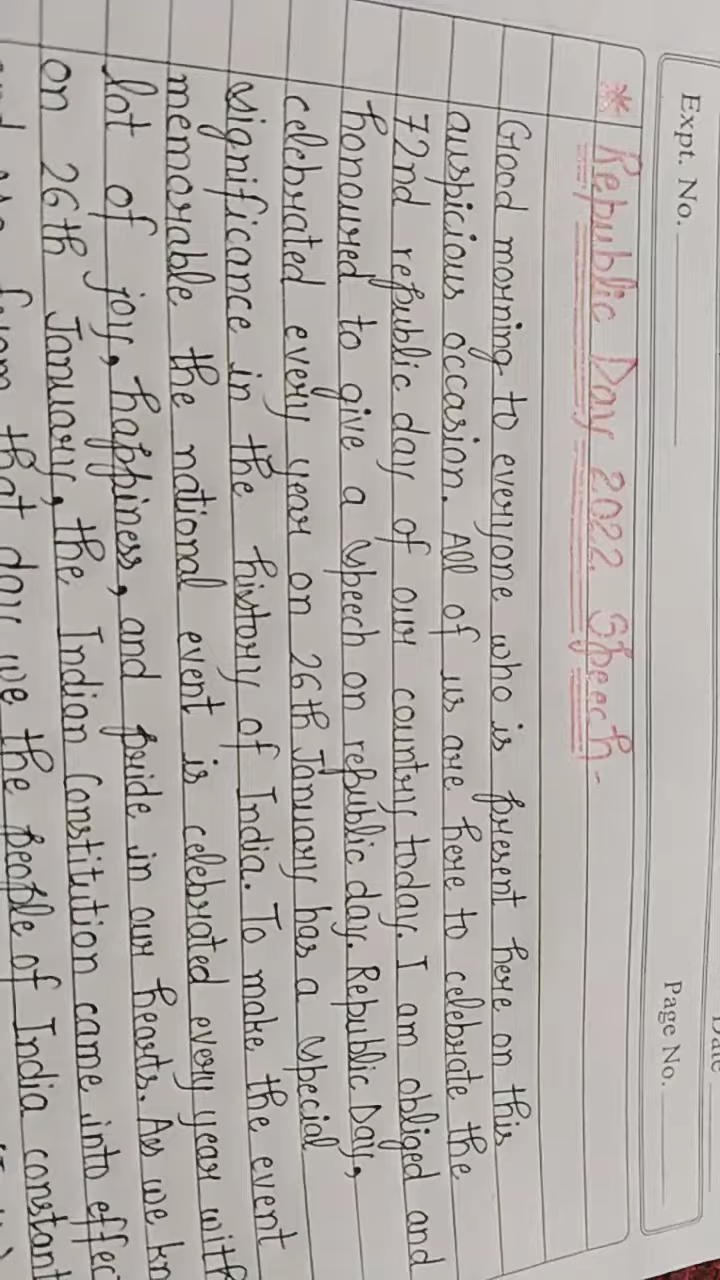 Date
Expt. No.
Page No.
* Republic Day 2022 Speech-
Good morning to everyone who is present here on this
auspicious occasion. All of us are here to celebrate the
72nd republic day of our country today. I am obliged and
honoured to give a speech on republic day. Republic Day,
celebrated every year on 26th January has a special
significance in the history of India. To make the event
memorable the national event is celebrated every year with
lot of joy, happiness, and pride in our hearts. As we kn
on 26th January, the Indian Constitution came into effec
from that day we the people of India constant